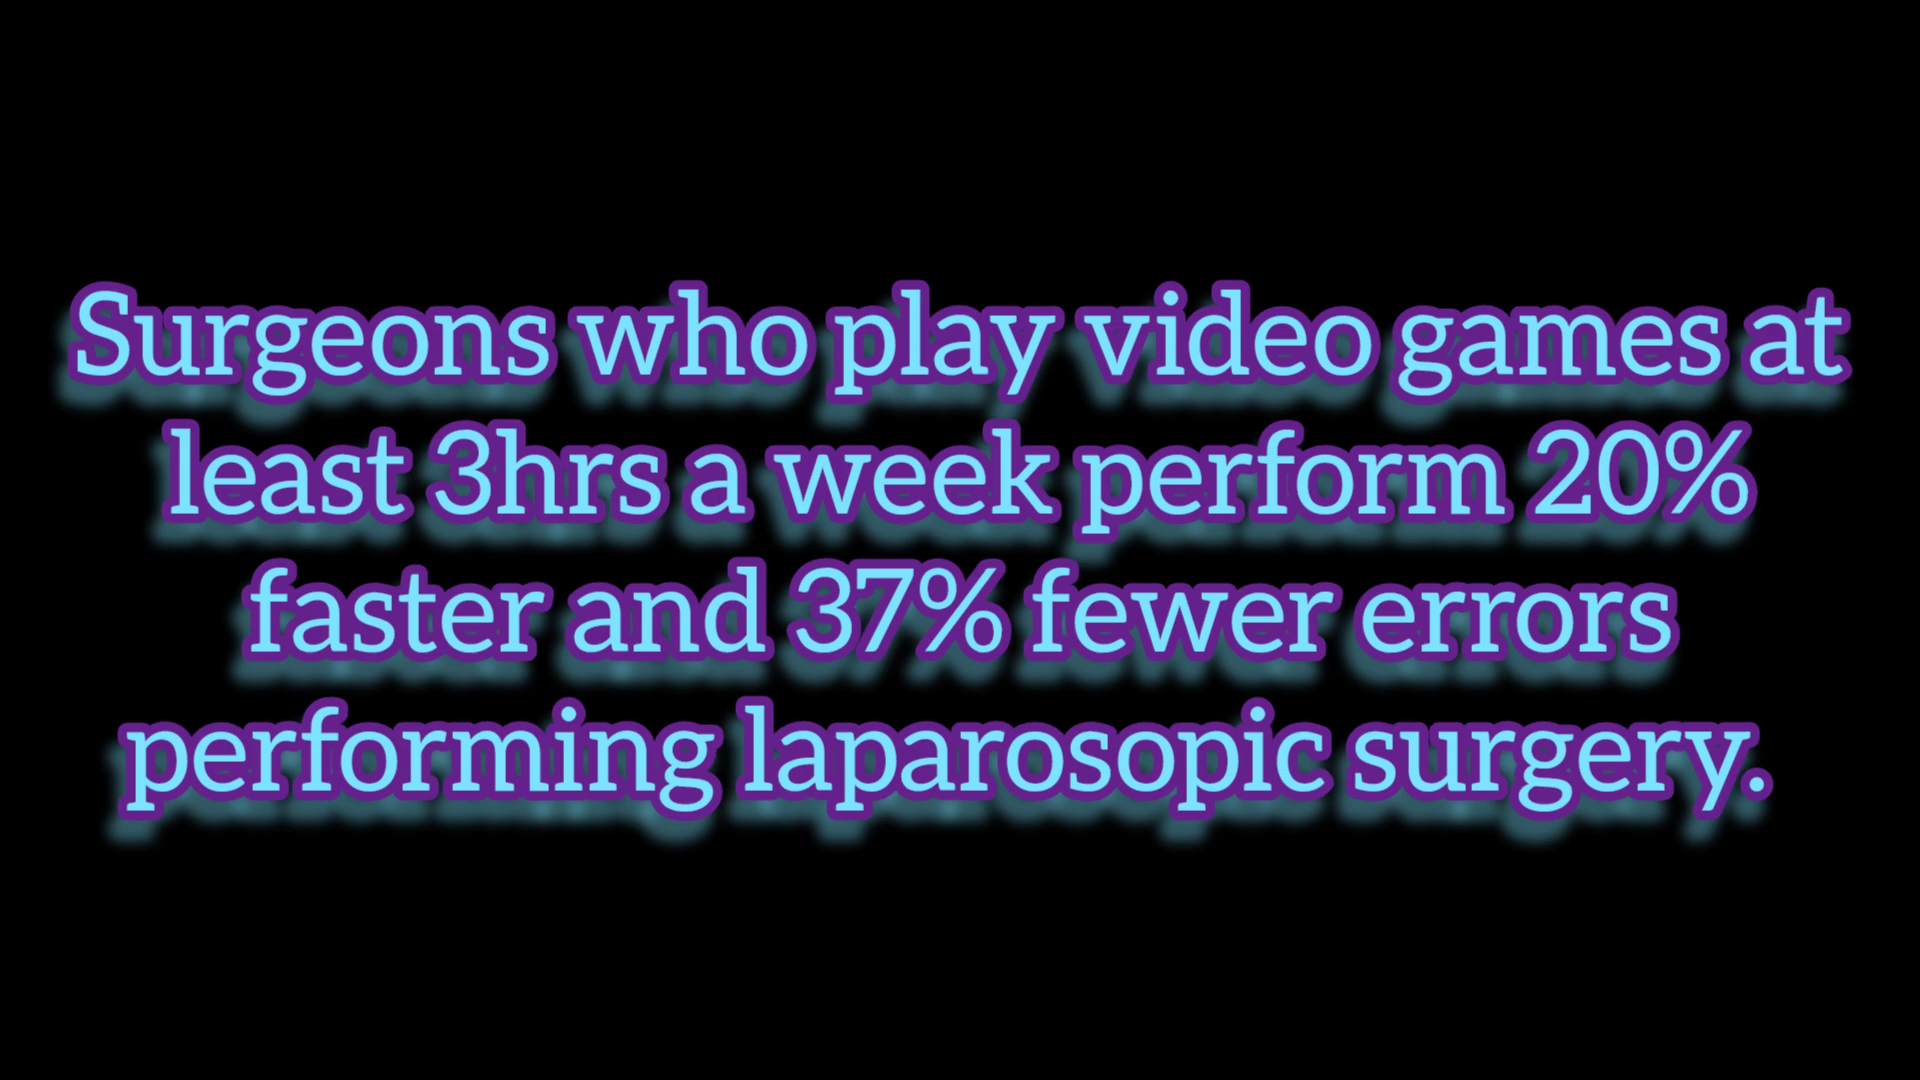 Surgeons who play video games at
least 3hrs a week perform 20%
faster and 37% fewer errors
performing laparosopic surgery.